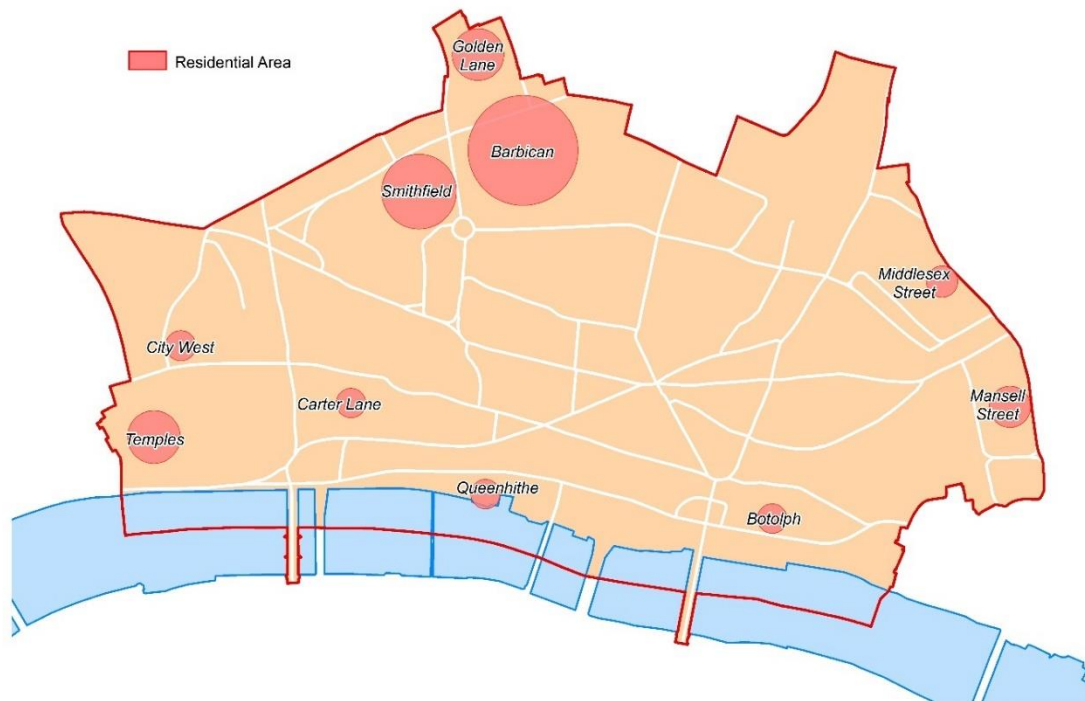 Golden
Lane
Residential Area
Barbican
Smithfield
Middlesex
Street
City West
Carter Lane
Mansell
Street
Temples
Queenhithe
Botolph